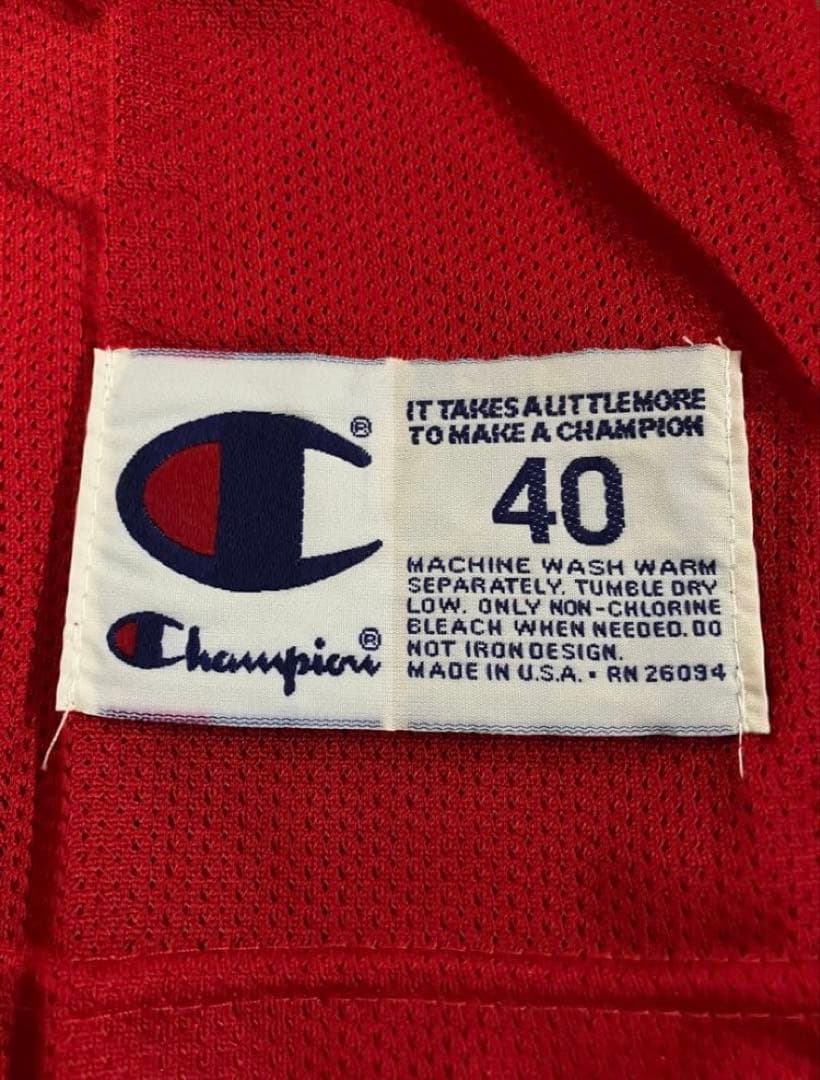 ®
Champion®
IT TAKES A LITTLE MORE
TO MAKE A CHAMPION
40
MACHINE WASH WARM
SEPARATELY. TUMBLE DRY
LOW. ONLY NON-CHLORINE
BLEACH WHEN NEEDED. DO
NOT IRON DESIGN.
MADE IN U.S.A. • RN 26094